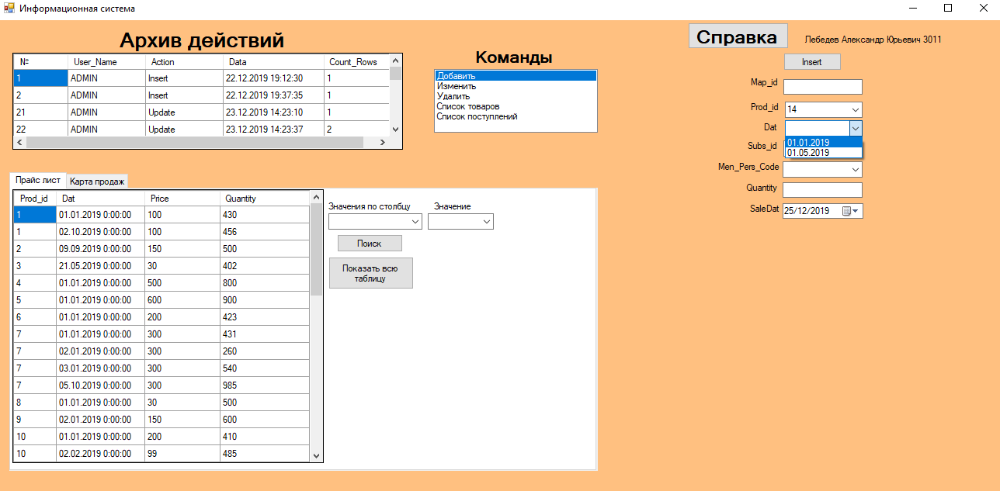 Информационная система
Архив действий
№ User_Name Action Data Count_Rows
1 ADMIN Insert 22.12.2019 19:12:30 1
2 ADMIN Insert 22.12.2019 19:37:35 1
21 ADMIN Update 23.12.2019 14:23:10 1
22 ADMIN Update 23.12.2019 14:23:37 2
Команды
Добавить
Изменить
Удалить
Список товаров
Список поступлений
Справка
Лебедев Александр Юрьевич 3011
Insert
Map_id
Prod_id 14
Dat
01.01.2019
01.05.2019
Subs_id
Men_Pers_Code
Quantity
SaleDat 25/12/2019
Прайс лист Карта продаж
Prod_id Dat Price Quantity
1 01.01.2019 0:00:00 100 430
1 02.10.2019 0:00:00 100 456
2 09.09.2019 0:00:00 150 500
3 21.05.2019 0:00:00 30 402
4 01.01.2019 0:00:00 500 800
5 01.01.2019 0:00:00 600 900
6 01.01.2019 0:00:00 200 423
7 01.01.2019 0:00:00 300 431
7 02.01.2019 0:00:00 300 260
7 03.01.2019 0:00:00 300 540
7 05.10.2019 0:00:00 300 985
8 01.01.2019 0:00:00 30 500
9 02.01.2019 0:00:00 150 600
10 01.01.2019 0:00:00 200 410
10 02.02.2019 0:00:00 99 485
Значения по столбцу Значение
Поиск
Показать всю
таблицу